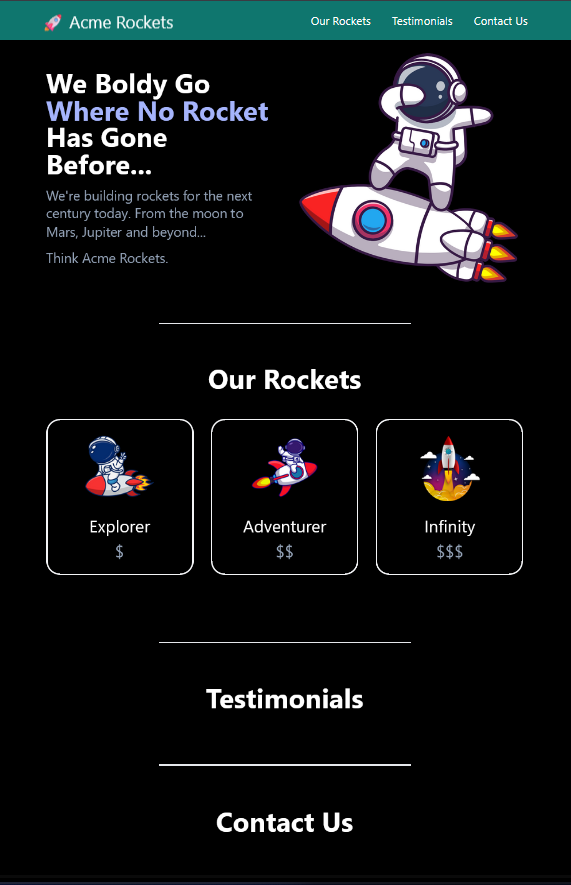 🚀 Acme Rockets
Our Rockets Testimonials Contact Us
We Boldy Go
Where No Rocket
Has Gone
Before...
We're building rockets for the next
century today. From the moon to
Mars, Jupiter and beyond...
Think Acme Rockets.
Our Rockets
Explorer
$
Adventurer
$$
Infinity
$$$
Testimonials
Contact Us